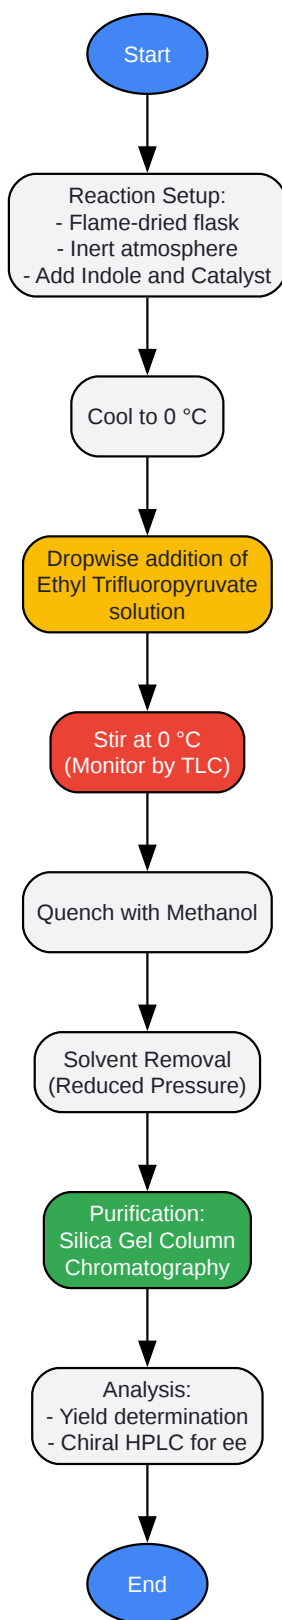 Start
Reaction Setup:
- Flame-dried flask
- Inert atmosphere
- Add Indole and Catalyst
Cool to 0 °C
Dropwise addition of
Ethyl Trifluoropyruvate
solution
Stir at 0 °C
(Monitor by TLC)
Quench with Methanol
Solvent Removal
(Reduced Pressure)
Purification:
Silica Gel Column
Chromatography
Analysis:
- Yield determination
- Chiral HPLC for ee
End